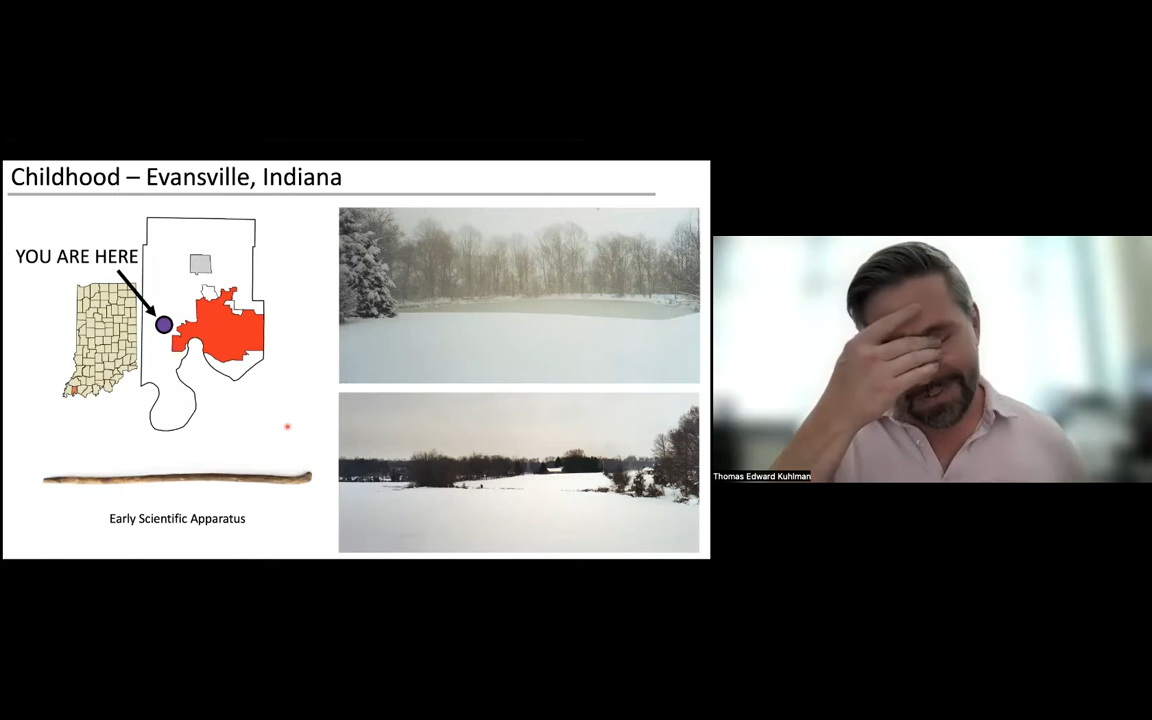 Childhood – Evansville, Indiana
YOU ARE HERE
Early Scientific Apparatus
Thomas Edward Kuhlman